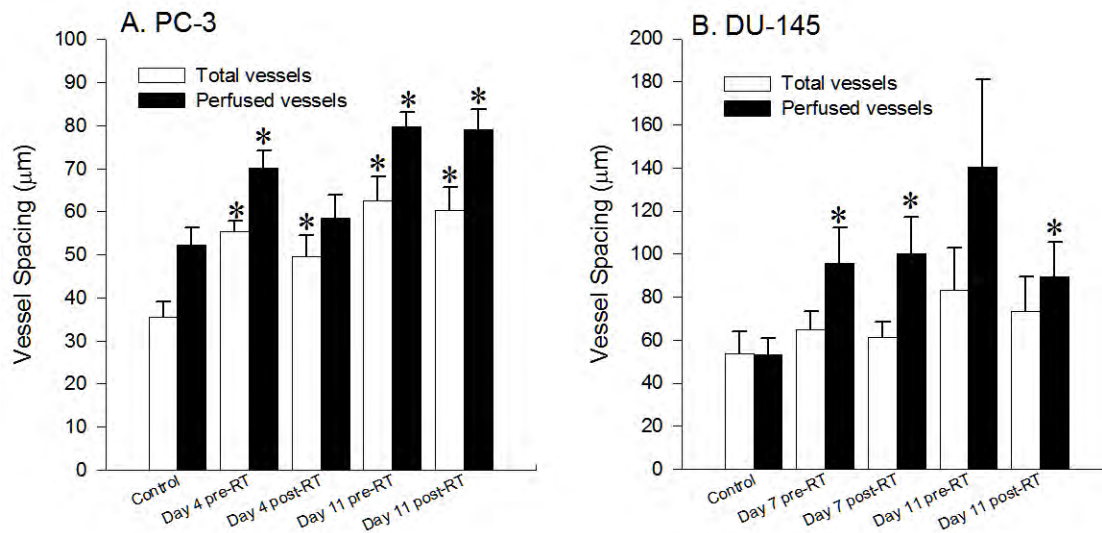 A. PC-3
Vessel Spacing (μm)
100
90
80
70
60
50
40
30
20
10
0
Total vessels
Perfused vessels
* * * * * * *
Control
Day 4 pre-RT
Day 4 post-RT
Day 11 pre-RT
Day 11 post-RT
B. DU-145
Vessel Spacing (μm)
200
180
160
140
120
100
80
60
40
20
0
Total vessels
Perfused vessels
* * *
Control
Day 7 pre-RT
Day 7 post-RT
Day 11 pre-RT
Day 11 post-RT